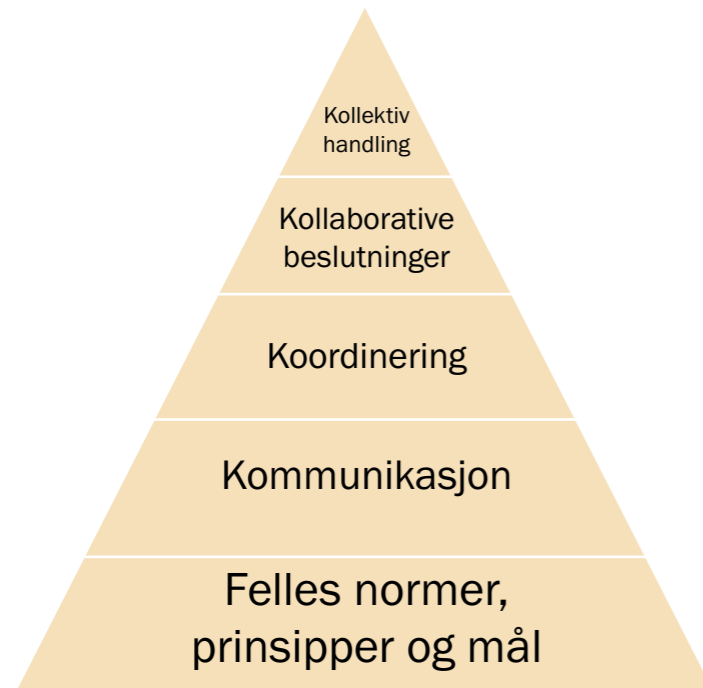 Kollektiv
handling
Kollaborative
beslutninger
Koordinering
Kommunikasjon
Felles normer,
prinsipper og mål